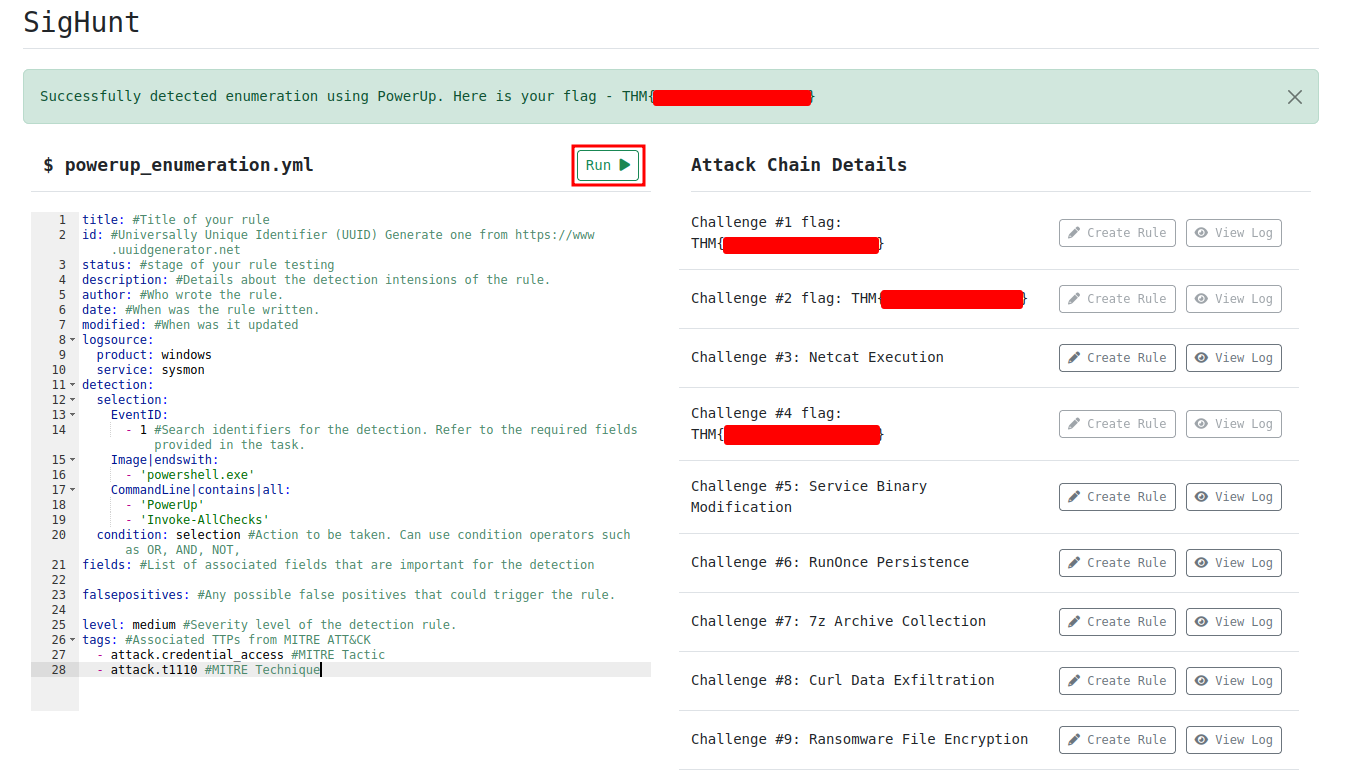 SigHunt
Successfully detected enumeration using PowerUp. Here is your flag - THM{ }
$ powerup_enumeration.yml
Run
1 title: #Title of your rule
2 id: #Universally Unique Identifier (UUID) Generate one from https://www
.uuidgenerator.net
3 status: #stage of your rule testing
4 description: #Details about the detection intensions of the rule.
5 author: #Who wrote the rule.
6 date: #When was the rule written.
7 modified: #When was it updated
8 logsource:
9 product: windows
10 service: sysmon
11 detection:
12 selection:
13 EventID:
14 - 1 #Search identifiers for the detection. Refer to the required fields
provided in the task.
15 Image|endswith:
16 - 'powershell.exe'
17 CommandLine|contains|all:
18 - 'PowerUp'
19 - 'Invoke-AllChecks'
20 condition: selection #Action to be taken. Can use condition operators such
as OR, AND, NOT,
21 fields: #List of associated fields that are important for the detection
22
23 falsepositives: #Any possible false positives that could trigger the rule.
24
25 level: medium #Severity level of the detection rule.
26 tags: #Associated TTPs from MITRE ATT&CK
27 - attack.credential_access #MITRE Tactic
28 - attack.t1110 #MITRE Technique
Attack Chain Details
Challenge #1 flag:
THM{ }
Create Rule
View Log
Challenge #2 flag: THM{ }
Create Rule
View Log
Challenge #3: Netcat Execution
Create Rule
View Log
Challenge #4 flag:
THM{ }
Create Rule
View Log
Challenge #5: Service Binary
Modification
Create Rule
View Log
Challenge #6: RunOnce Persistence
Create Rule
View Log
Challenge #7: 7z Archive Collection
Create Rule
View Log
Challenge #8: Curl Data Exfiltration
Create Rule
View Log
Challenge #9: Ransomware File Encryption
Create Rule
View Log